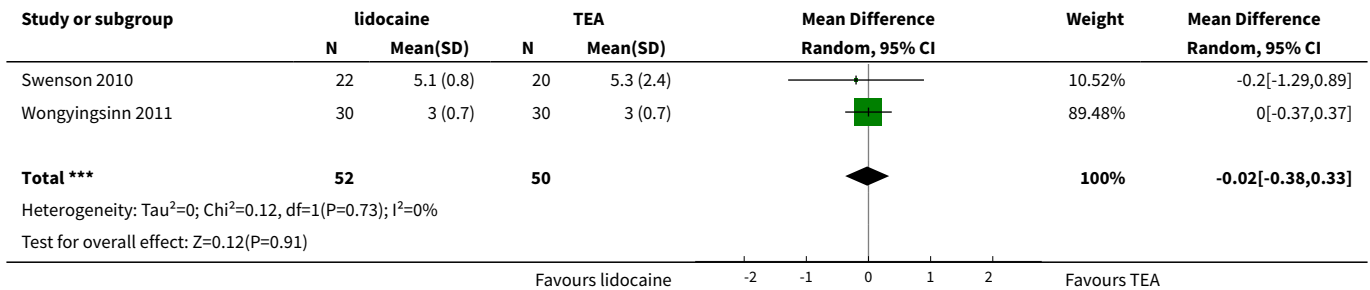 Study or subgroup lidocaine TEA Mean Difference Weight Mean Difference
N Mean(SD) N Mean(SD) Random, 95% CI Random, 95% CI
Swenson 2010 22 5.1 (0.8) 20 5.3 (2.4) 10.52% -0.2[-1.29,0.89]
Wongyingsinn 2011 30 3 (0.7) 30 3 (0.7) 89.48% 0[-0.37,0.37]
Total *** 52 50 100% -0.02[-0.38,0.33]
Heterogeneity: Tau²=0; Chi²=0.12, df=1(P=0.73); I²=0%
Test for overall effect: Z=0.12(P=0.91)
Favours lidocaine -2 -1 0 1 2 Favours TEA